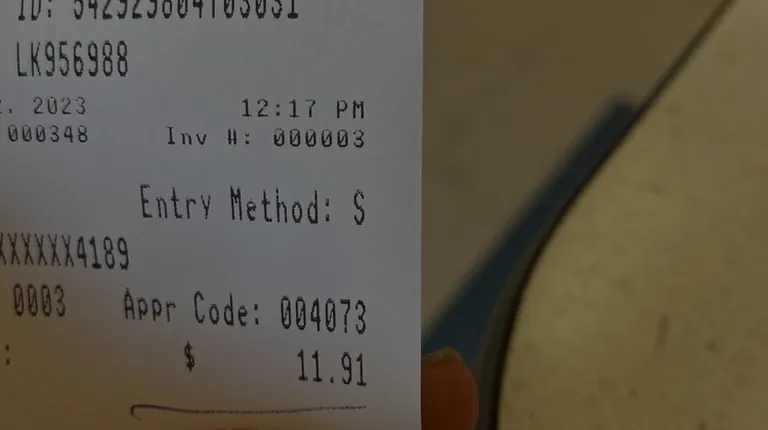 LK956988
, 2023 12:17 PM
000348 Inv #: 000003
Entry Method: S
XXXXXX4189
0003 Appr Code: 004073
: $ 11.91